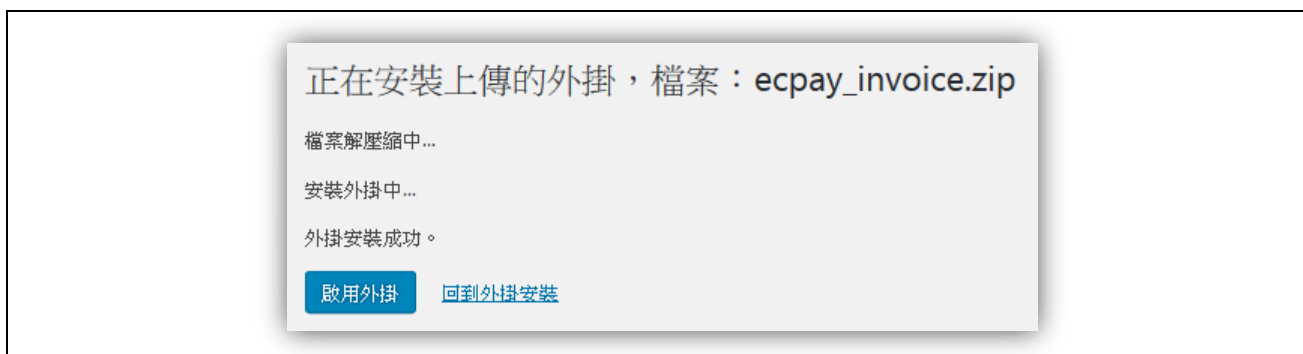 正在安裝上傳的外掛，檔案：ecpay_invoice.zip
檔案解壓縮中...
安裝外掛中...
外掛安裝成功。
啟用外掛 回到外掛安裝